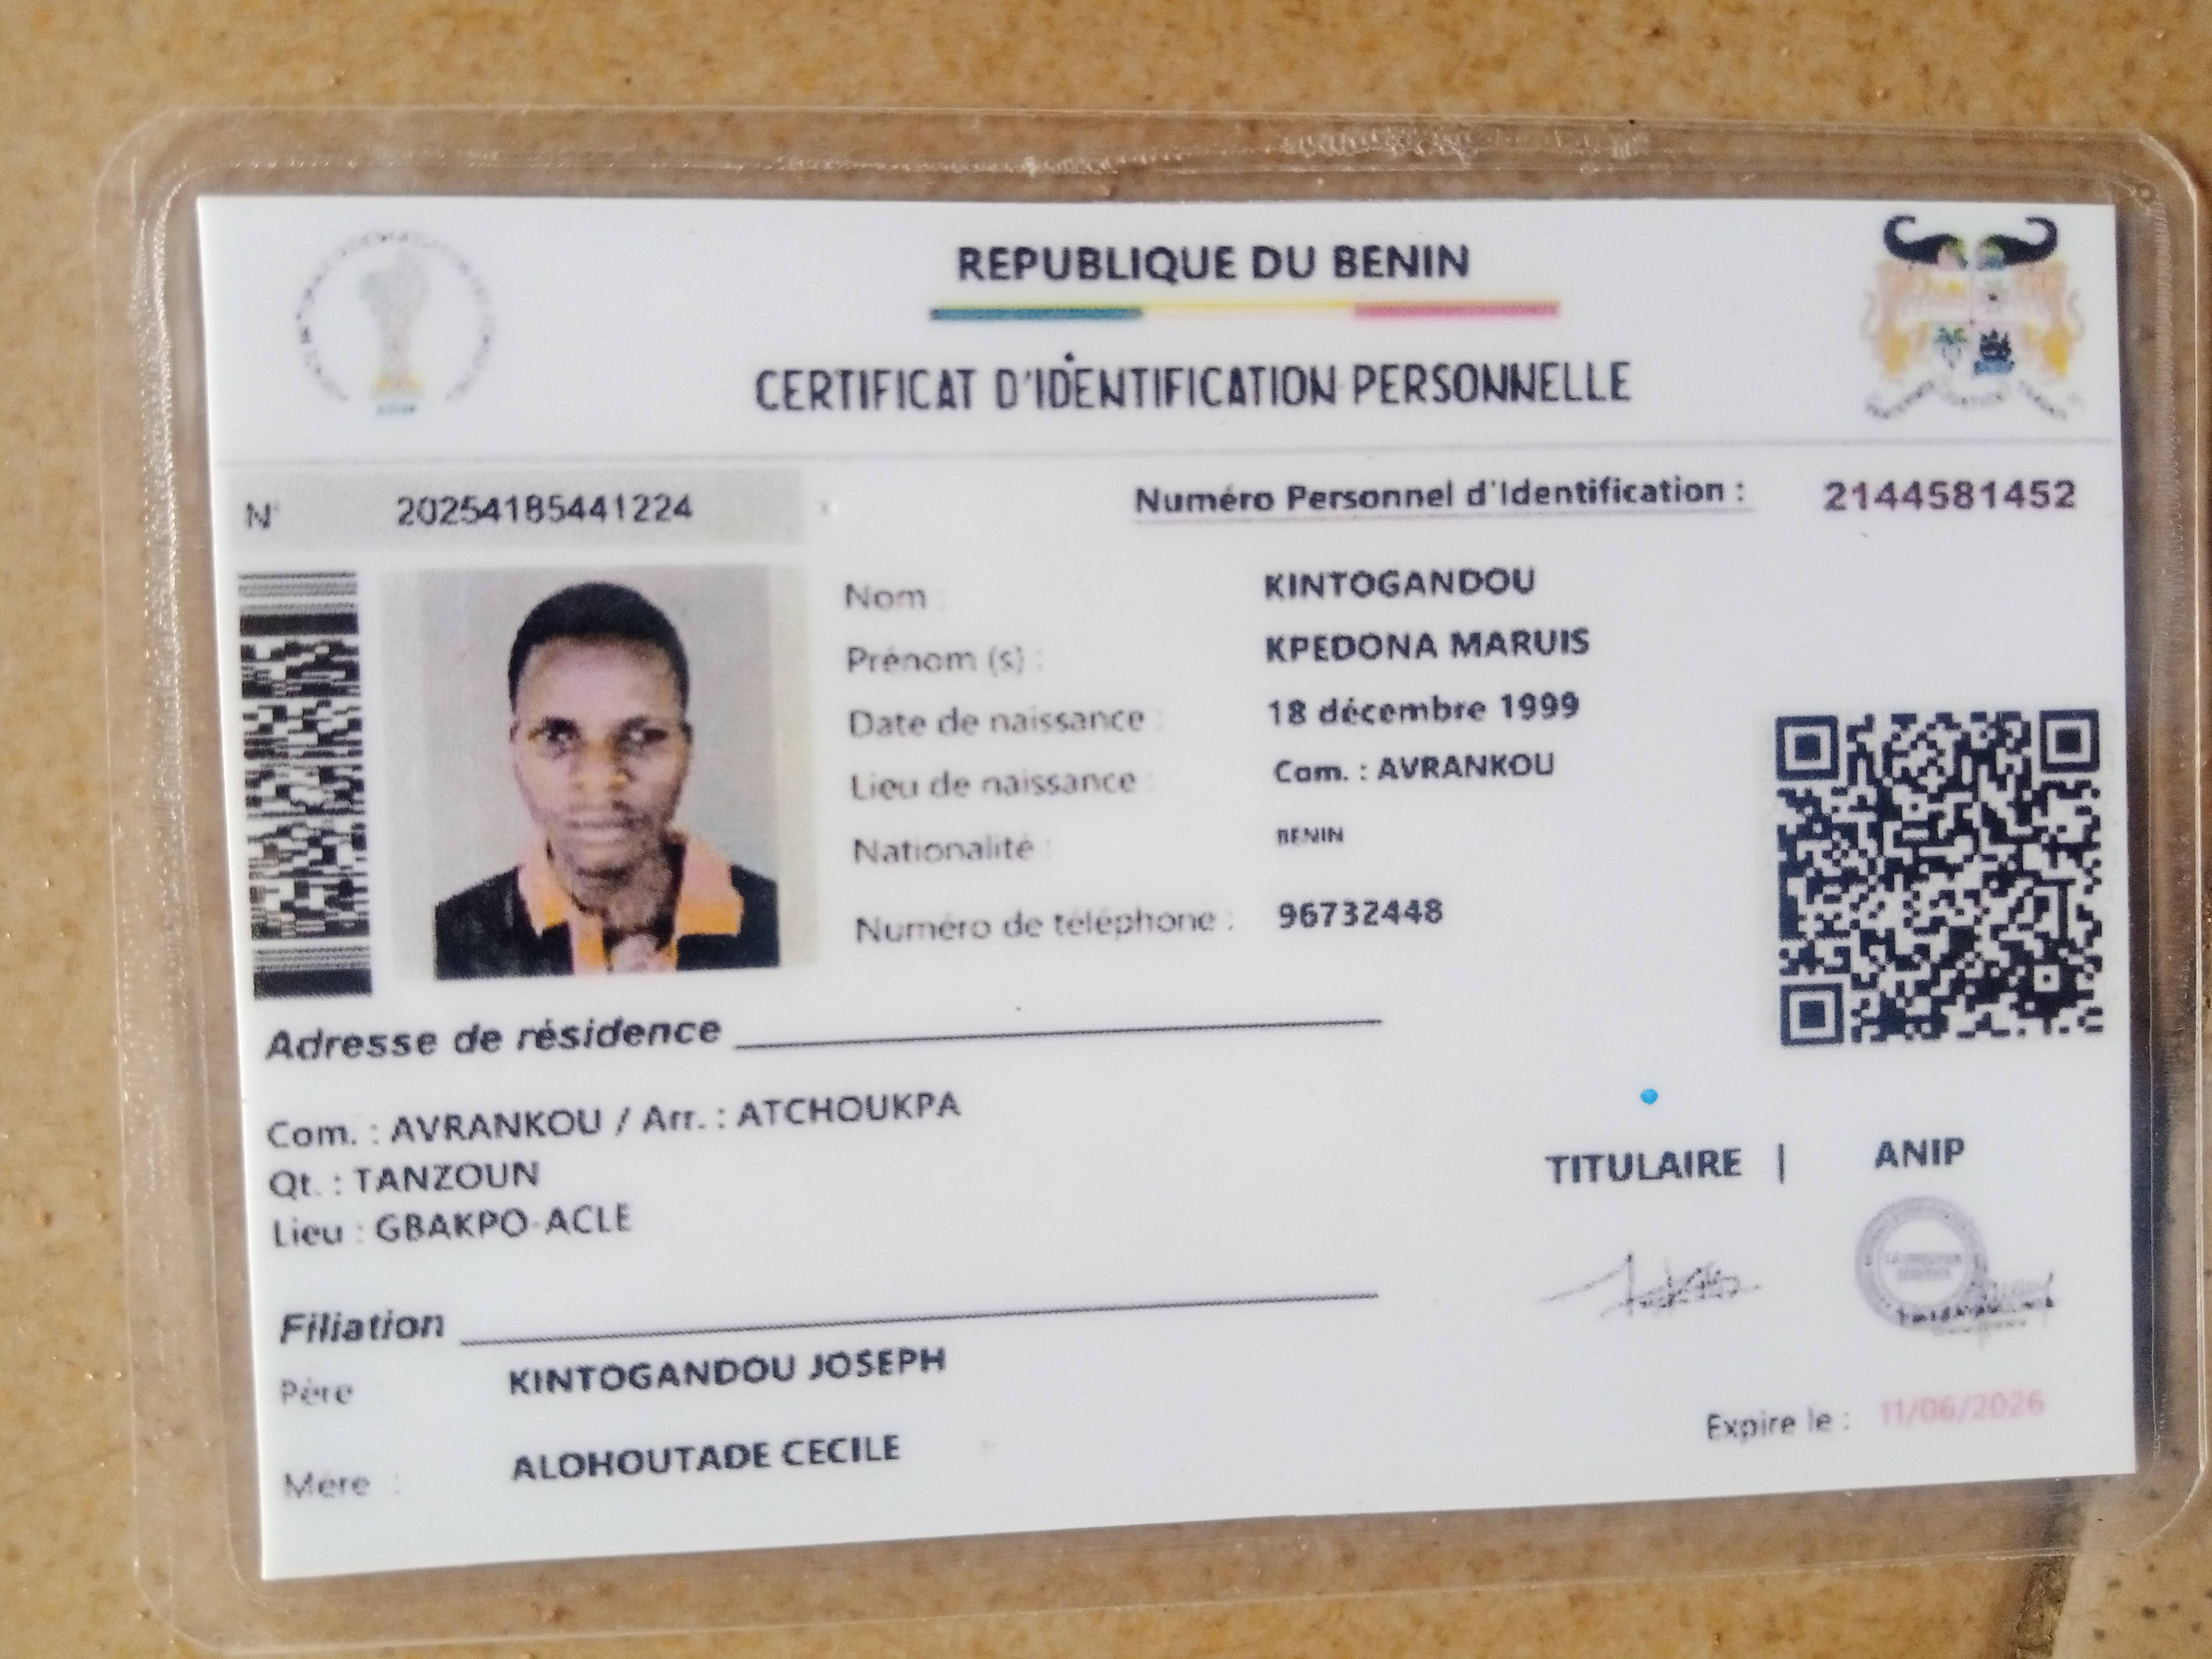 REPUBLIQUE DU BENIN
CERTIFICAT D'IDENTIFICATION PERSONNELLE
N° 20254185441224
Numéro Personnel d'Identification : 2144581452
Nom : KINTOGANDOU
Prénom (s) : KPEDONA MARUIS
Date de naissance : 18 décembre 1999
Lieu de naissance : Com. : AVRANKOU
Nationalité : BENIN
Numéro de téléphone : 96732448
Adresse de résidence
Com. : AVRANKOU / Arr. : ATCHOUKPA
Qt. : TANZOUN
Lieu : GBAKPO-ACLE
TITULAIRE | ANIP
Filiation
Père KINTOGANDOU JOSEPH
Mère : ALOHOUTADE CECILE
Expire le : 11/06/2026